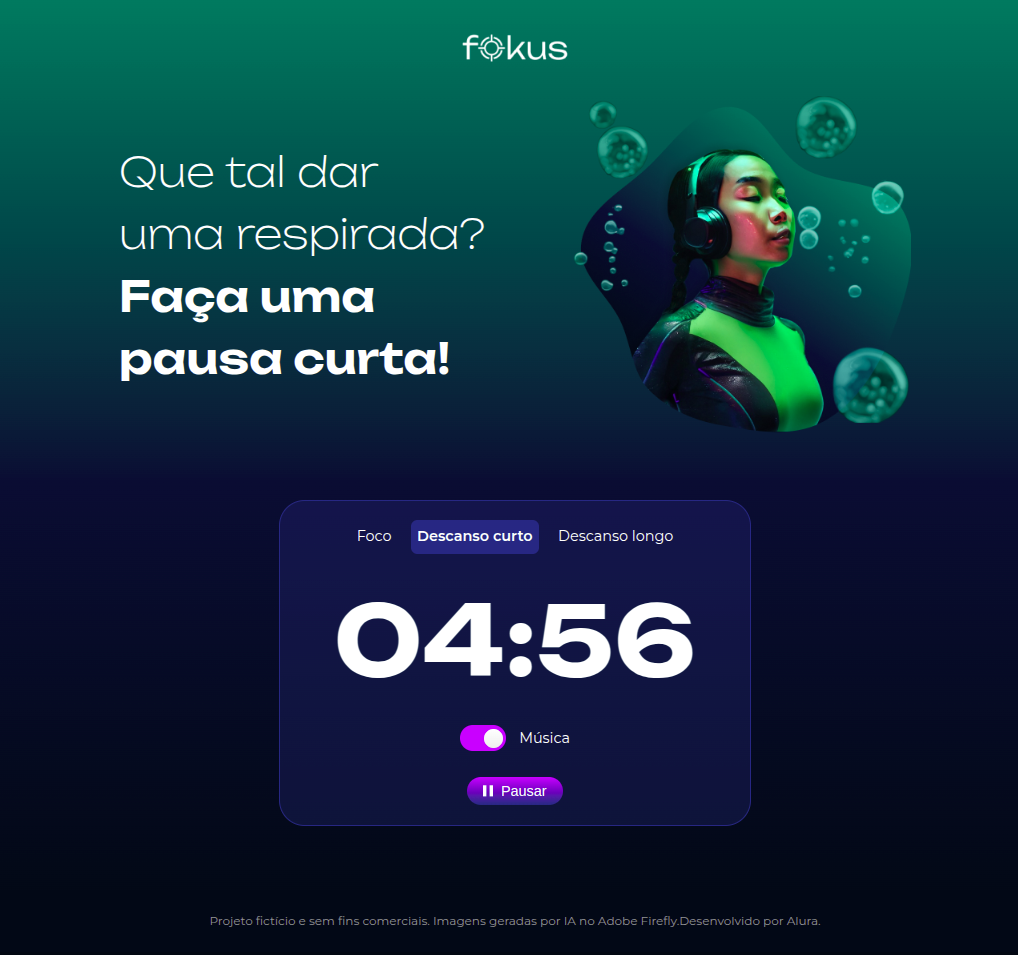 fokus
Que tal dar
uma respirada?
Faça uma
pausa curta!
Foco Descanso curto Descanso longo
04:56
Música
Pausar
Projeto fictício e sem fins comerciais. Imagens geradas por IA no Adobe Firefly.Desenvolvido por Alura.